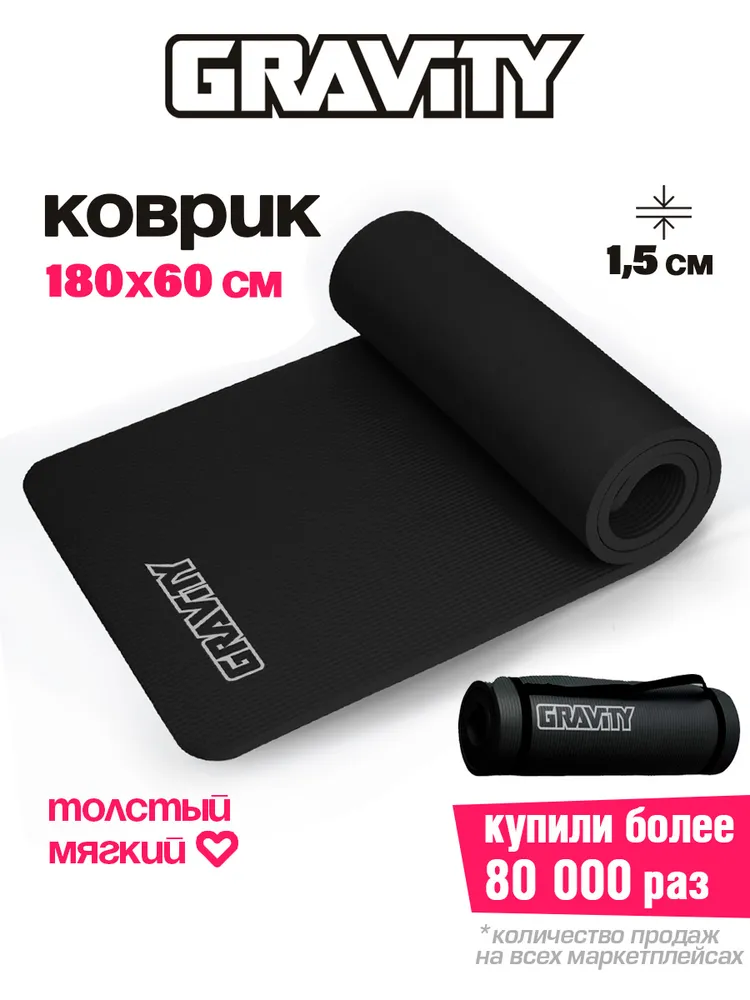 GRAViTY
коврик
180х60 см
1,5 см
GRAViTY
GRAViTY
толстый
мягкий
купили более
80 000 раз
*количество продаж
на всех маркетплейсах